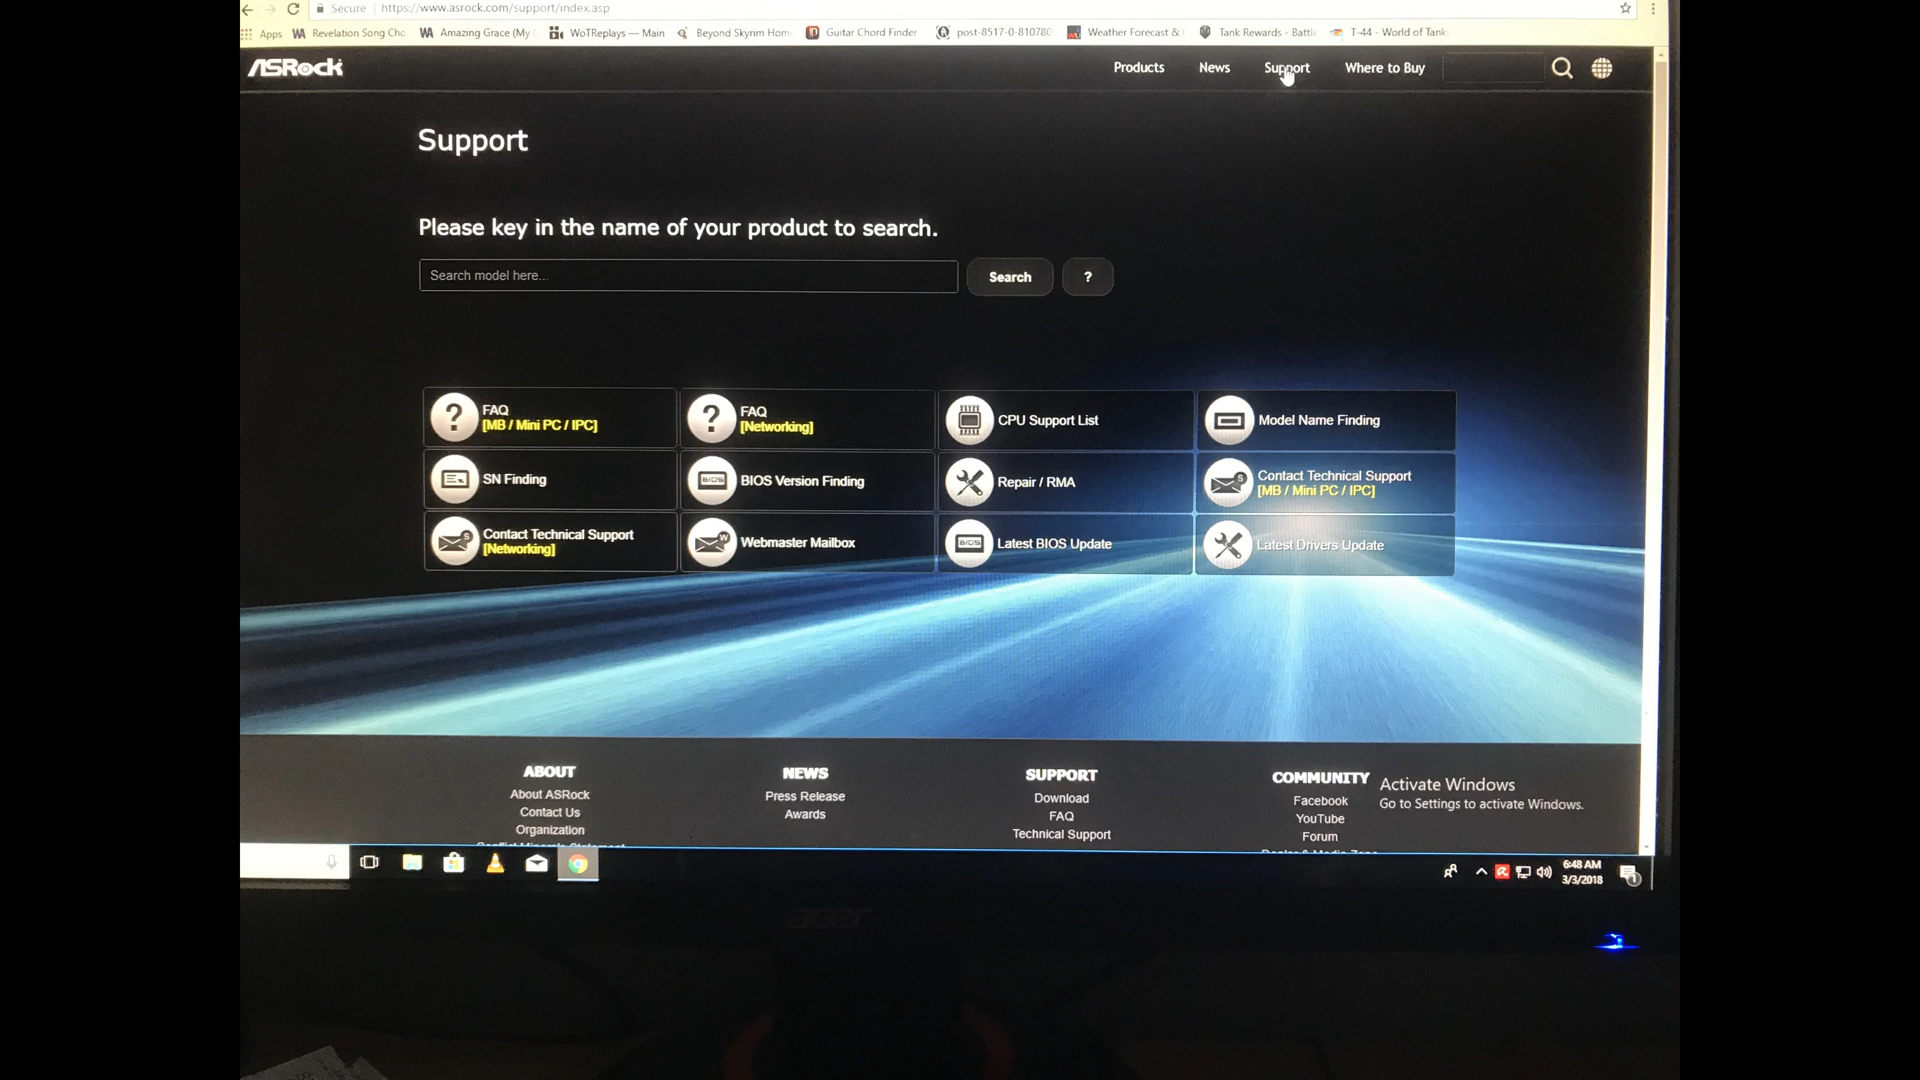 Secure https://www.asrock.com/support/index.asp
Apps Revelation Song Cho Amazing Grace (My WoTReplays — Main Beyond Skyrim Hom Guitar Chord Finder post-8517-0-810780 Weather Forecast & Tank Rewards - Battle T-44 - World of Tank
ASRock
Products News Support Where to Buy
Support
Please key in the name of your product to search.
Search model here...
Search
?
FAQ
[MB / Mini PC / IPC]
FAQ
[Networking]
CPU Support List
Model Name Finding
SN Finding
BIOS
BIOS Version Finding
Repair / RMA
S
Contact Technical Support
[MB / Mini PC / IPC]
S
Contact Technical Support
[Networking]
W
Webmaster Mailbox
BIOS
Latest BIOS Update
Latest Drivers Update
ABOUT
About ASRock
Contact Us
Organization
NEWS
Press Release
Awards
SUPPORT
Download
FAQ
Technical Support
COMMUNITY
Facebook
YouTube
Forum
Activate Windows
Go to Settings to activate Windows.
6:48 AM
3/3/2018
1
acer